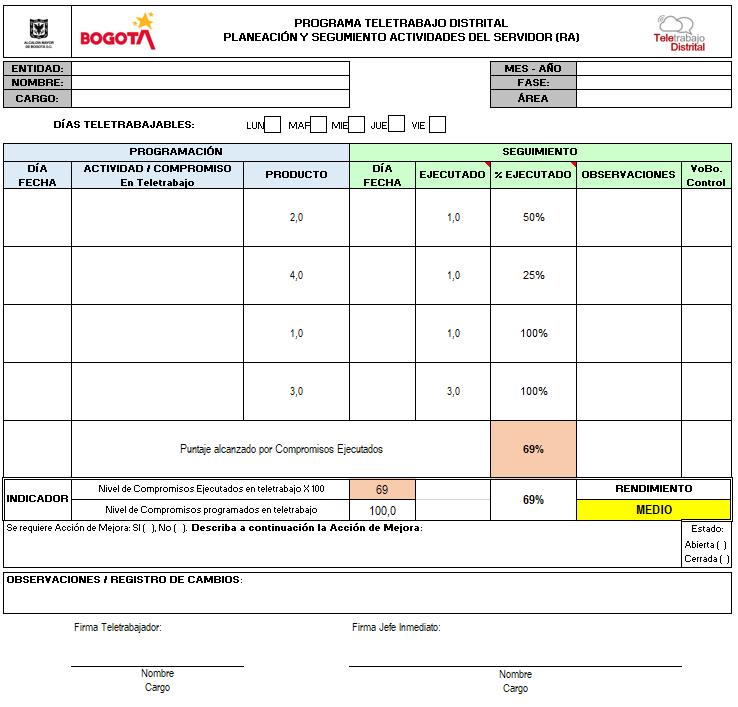 ALCALDÍA MAYOR
DE BOGOTÁ D.C.
BOGOTÁ
PROGRAMA TELETRABAJO DISTRITAL
PLANEACIÓN Y SEGUMIENTO ACTIVIDADES DEL SERVIDOR (RA)
Teletrabajo
Distrital
ENTIDAD:
NOMBRE:
CARGO:
MES - AÑO
FASE:
ÁREA
DÍAS TELETRABAJABLES: LUN MAR MIE JUE VIE
PROGRAMACIÓN SEGUIMIENTO
DÍA FECHA ACTIVIDAD / COMPROMISO En Teletrabajo PRODUCTO DÍA FECHA EJECUTADO % EJECUTADO OBSERVACIONES VoBo. Control
2,0 1,0 50%
4,0 1,0 25%
1,0 1,0 100%
3,0 3,0 100%
Puntaje alcanzado por Compromisos Ejecutados 69%
INDICADOR
Nivel de Compromisos Ejecutados en teletrabajo X 100 69
Nivel de Compromisos programados en teletrabajo 100,0
69%
RENDIMIENTO
MEDIO
Se requiere Acción de Mejora: SI ( ), No ( ). Describa a continuación la Acción de Mejora:
Estado:
Abierta ( )
Cerrada ( )
OBSERVACIONES / REGISTRO DE CAMBIOS:
Firma Teletrabajador: Firma Jefe Inmediato:
Nombre Nombre
Cargo Cargo